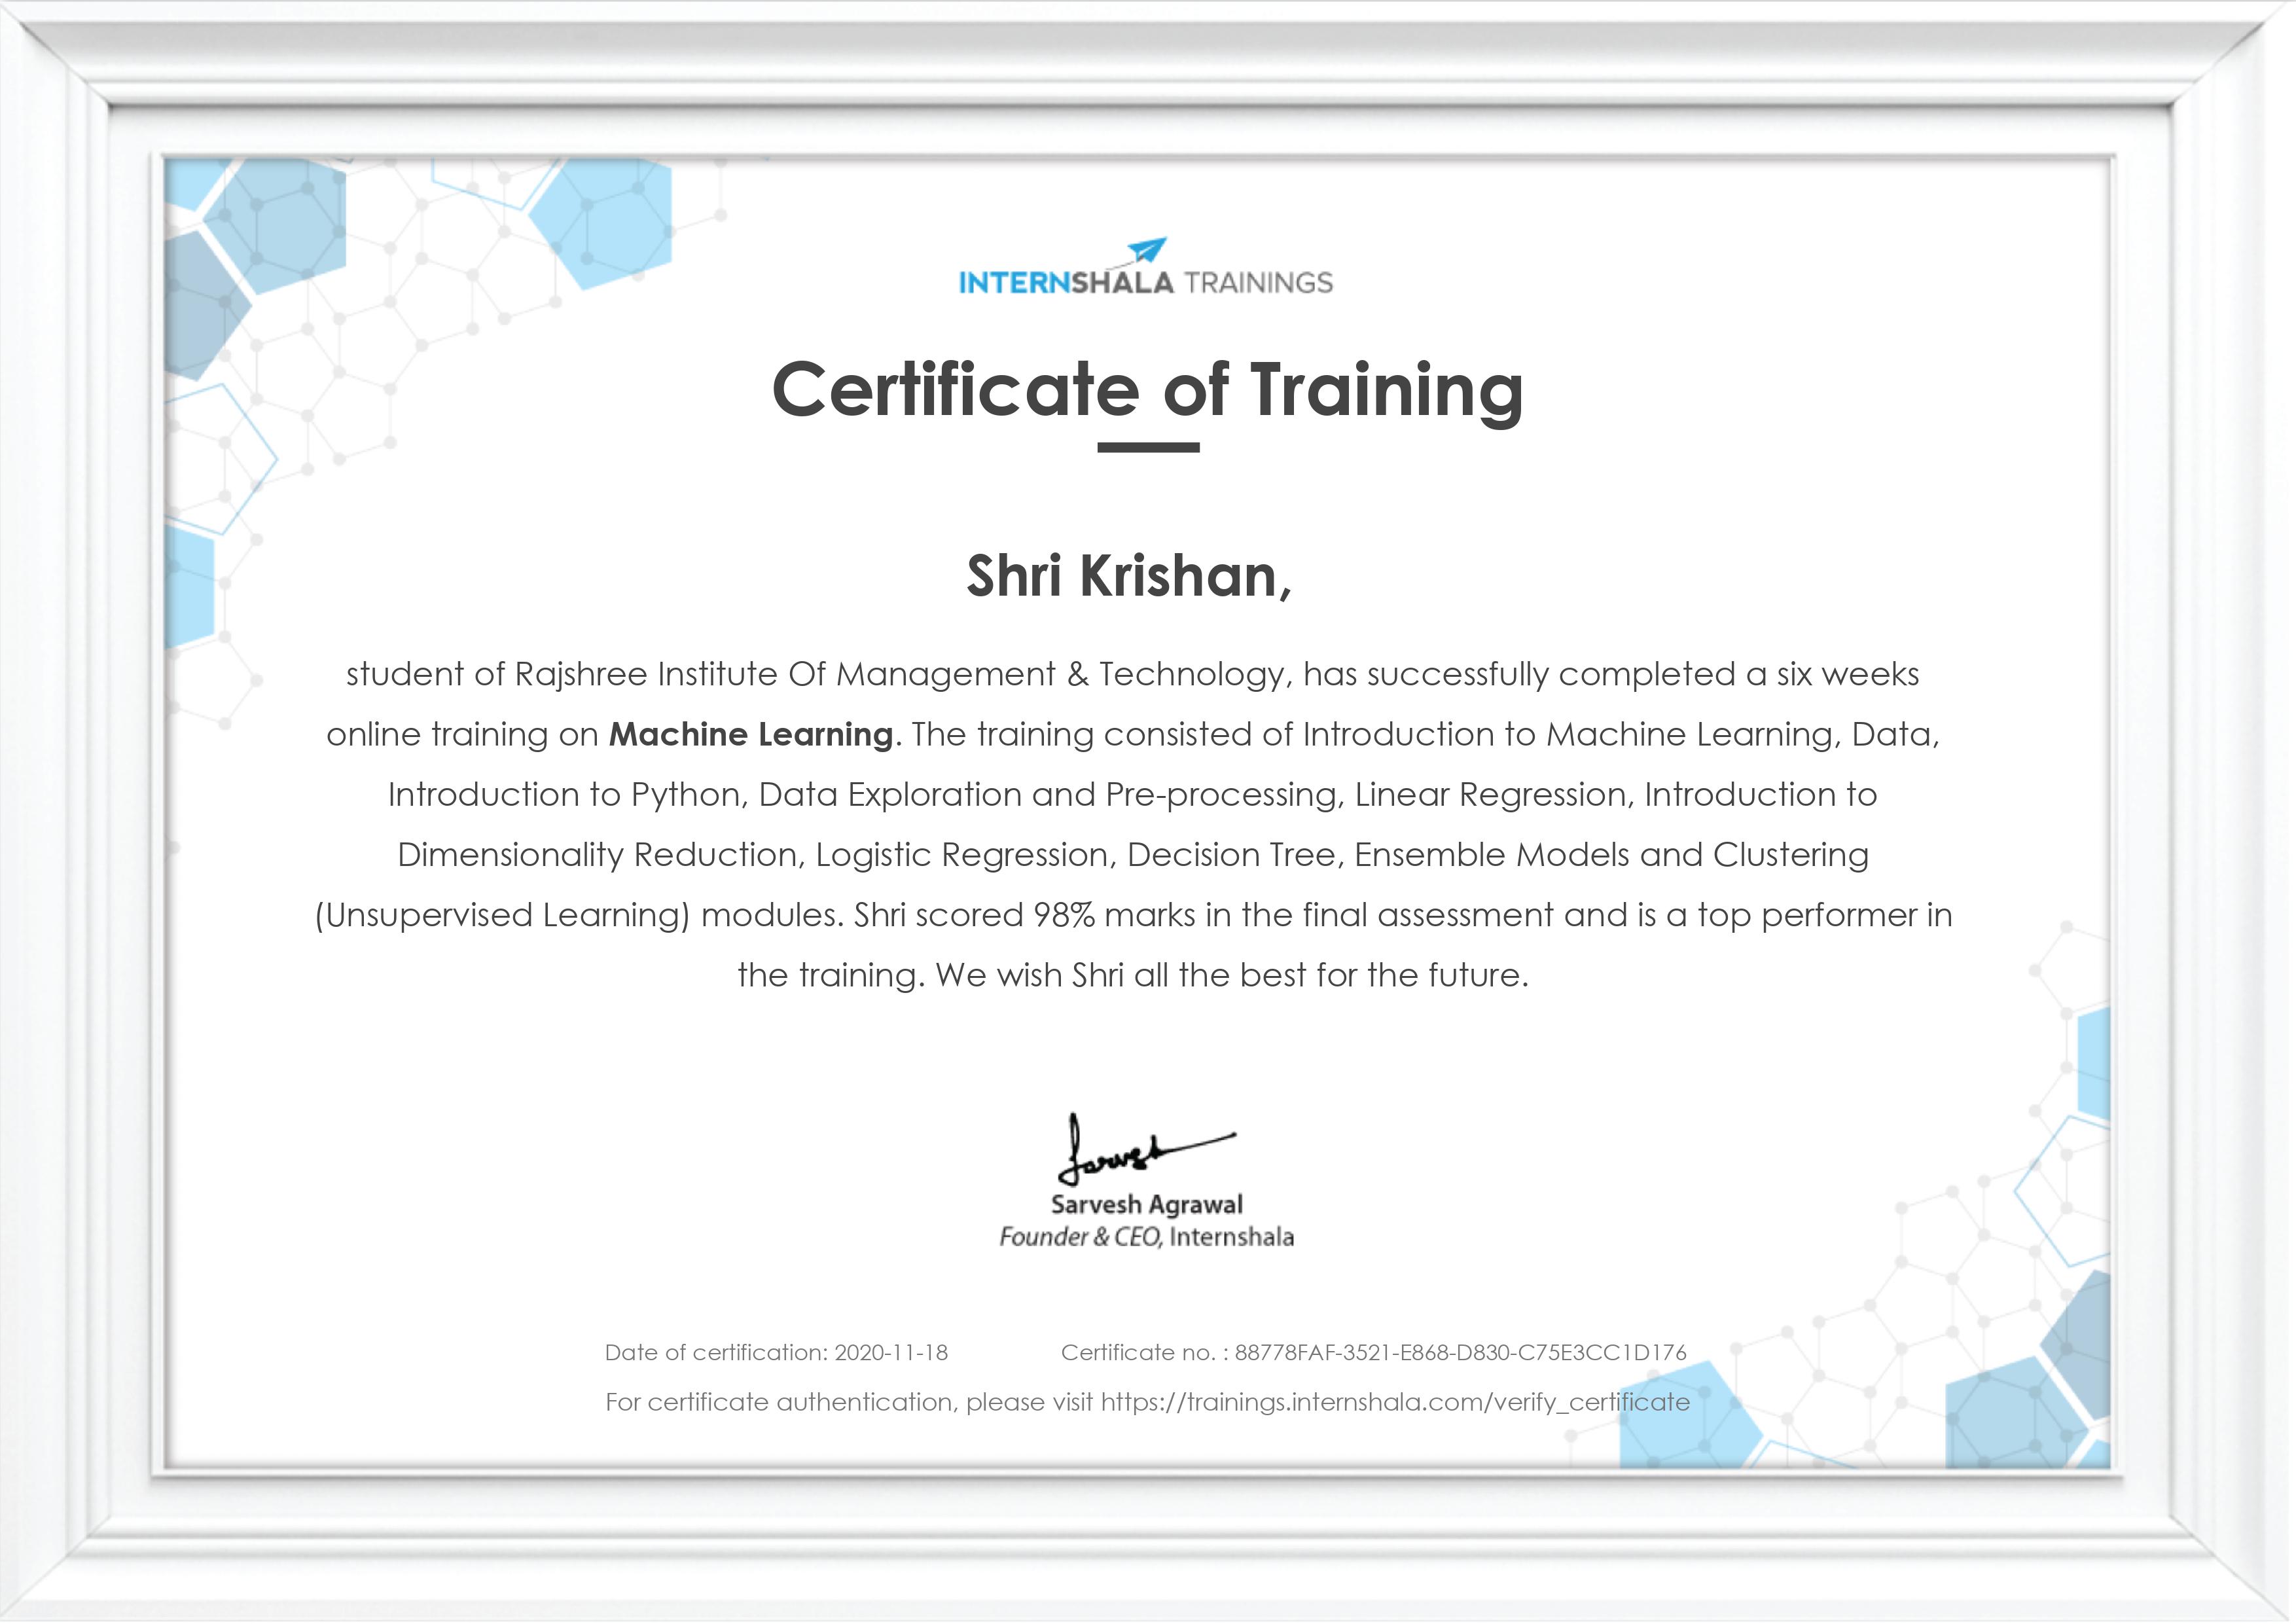 INTERNSHALA TRAININGS
Certificate of Training
Shri Krishan,
student of Rajshree Institute Of Management & Technology, has successfully completed a six weeks
online training on Machine Learning. The training consisted of Introduction to Machine Learning, Data,
Introduction to Python, Data Exploration and Pre-processing, Linear Regression, Introduction to
Dimensionality Reduction, Logistic Regression, Decision Tree, Ensemble Models and Clustering
(Unsupervised Learning) modules. Shri scored 98% marks in the final assessment and is a top performer in
the training. We wish Shri all the best for the future.
Sarvesh
Sarvesh Agrawal
Founder & CEO, Internshala
Date of certification: 2020-11-18 Certificate no. : 88778FAF-3521-E868-D830-C75E3CC1D176
For certificate authentication, please visit https://trainings.internshala.com/verify_certificate